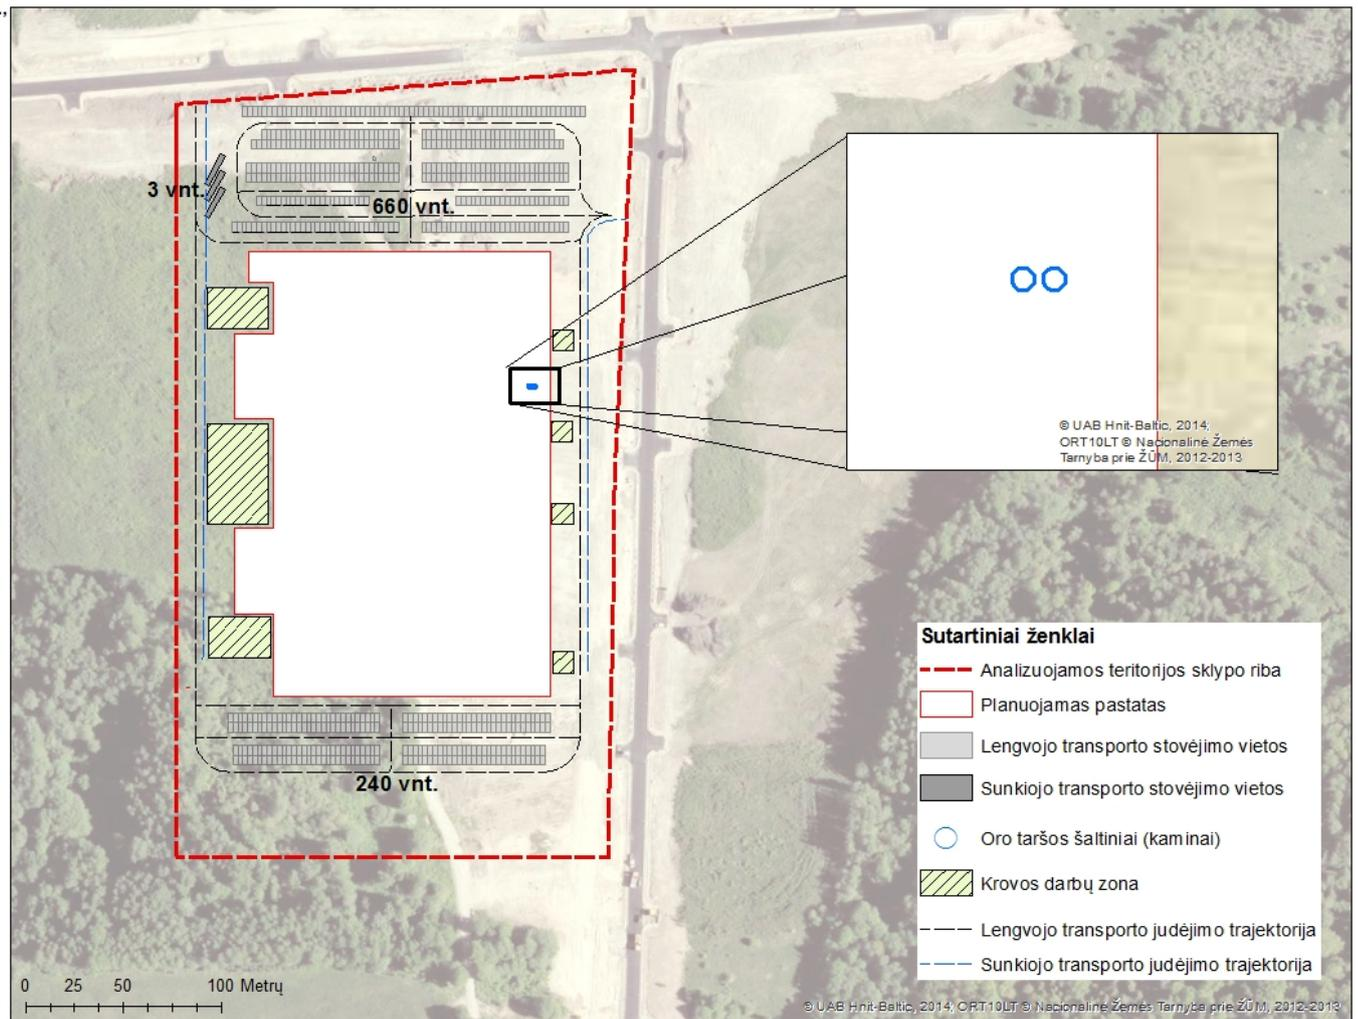 3 vnt.
660 vnt.
240 vnt.
© UAB Hnit-Baltic, 2014;
ORT10LT © Nacionalinė Žemės
Tarnyba prie ŽŪM, 2012-2013
Sutartiniai ženklai
Analizuojamos teritorijos sklypo riba
Planuojamas pastatas
Lengvojo transporto stovėjimo vietos
Sunkiojo transporto stovėjimo vietos
Oro taršos šaltiniai (kaminai)
Krovos darbų zona
Lengvojo transporto judėjimo trajektorija
Sunkiojo transporto judėjimo trajektorija
0 25 50 100 Metrų
© UAB Hnit-Baltic, 2014; ORT10LT © Nacionalinė Žemės Tarnyba prie ŽŪM, 2012-2013